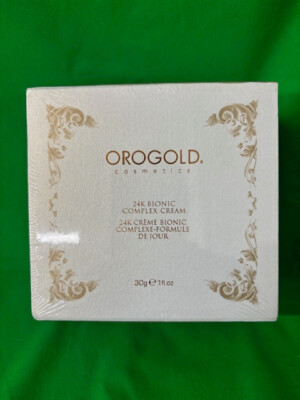 OROGOLD®
cosmetics
24K BIONIC
COMPLEX CREAM
24K CRÈME BIONIC
COMPLEXE-FORMULE
DE JOUR
30g ℮ 1fl oz